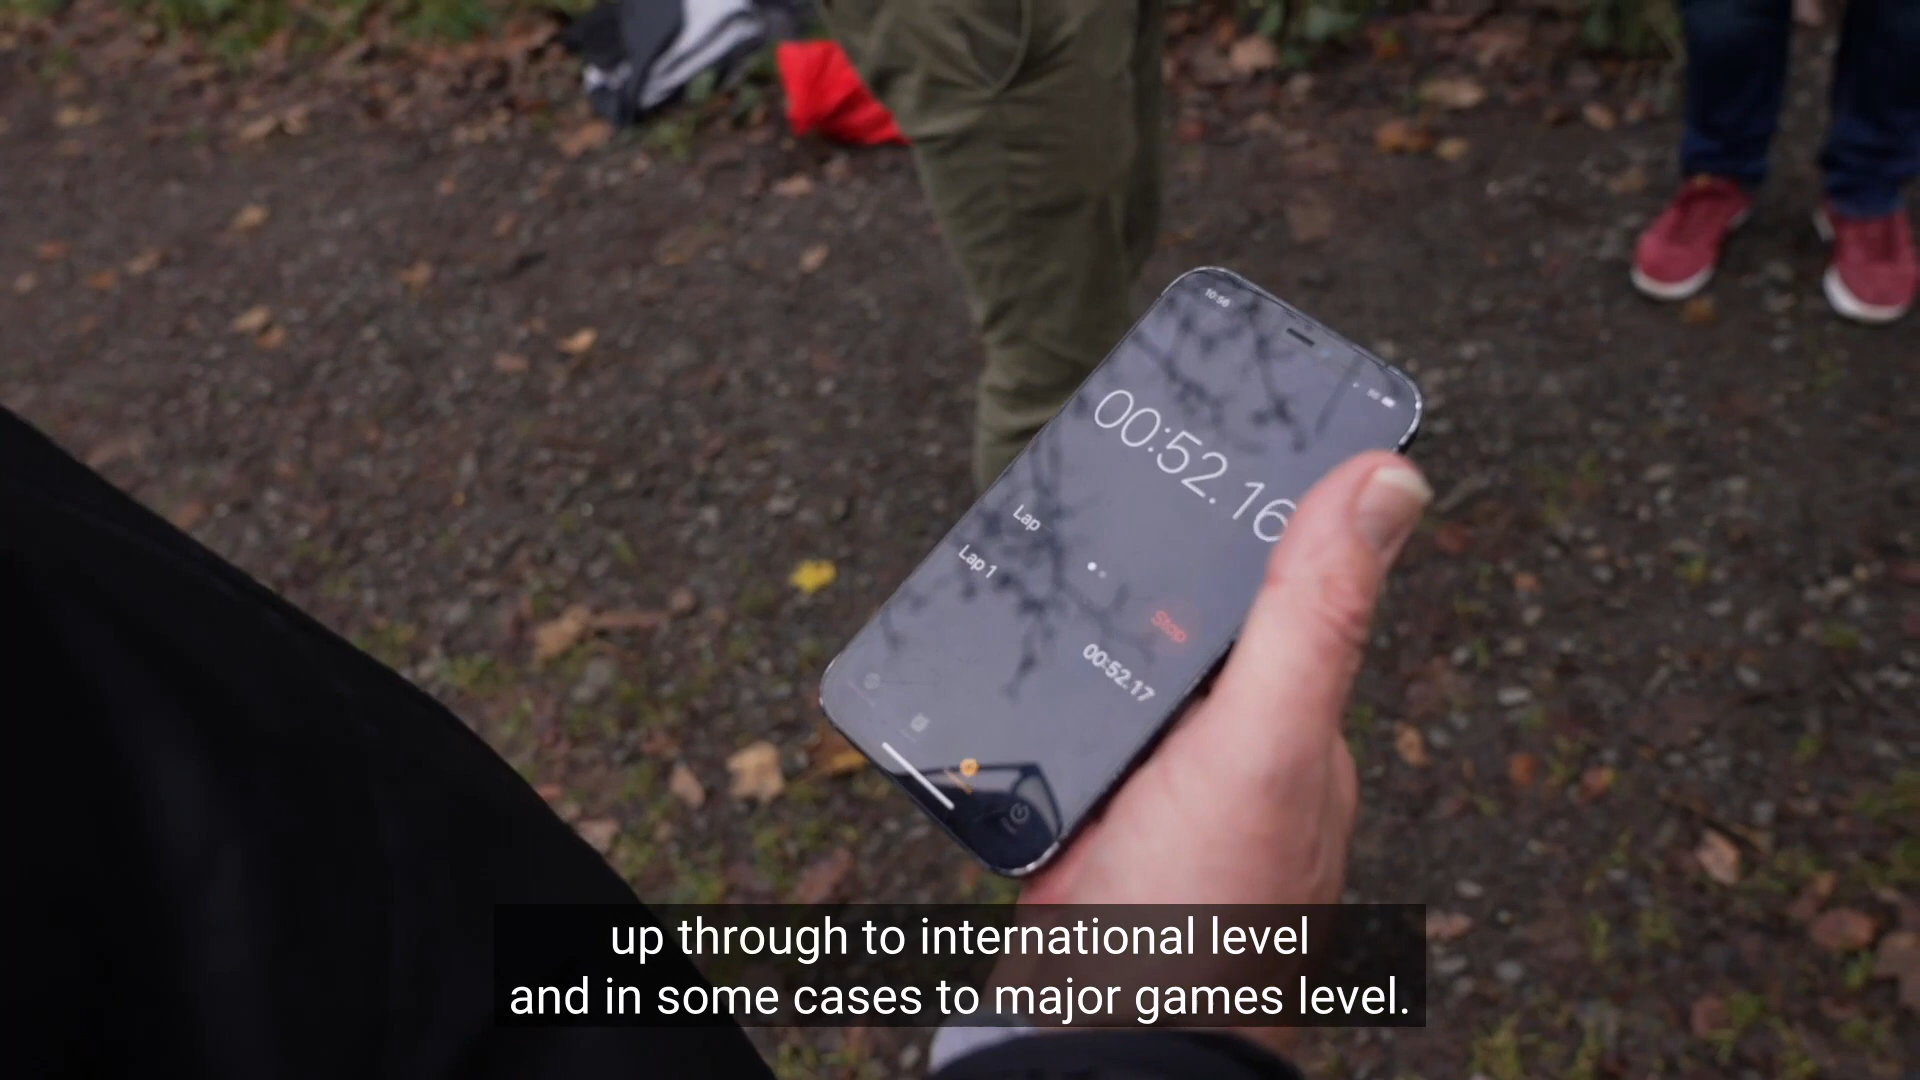 10:56
00:52.16
Lap
Lap 1
Stop
00:52.17
up through to international level
and in some cases to major games level.